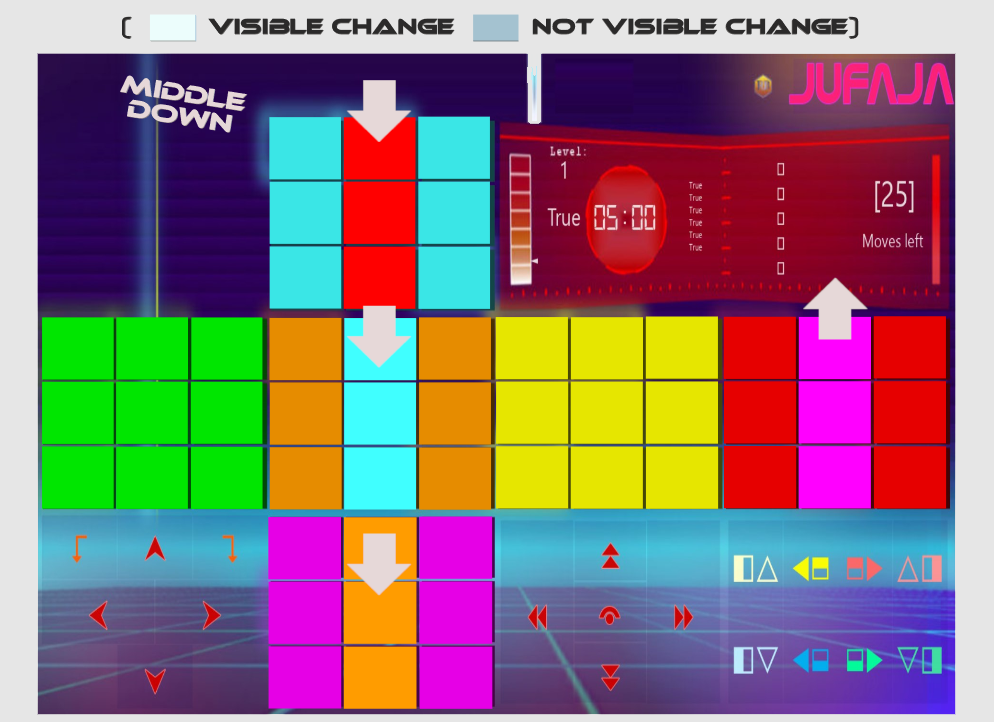 ( VISIBLE CHANGE NOT VISIBLE CHANGE)
MIDDLE
DOWN
JUFAJA
Level:
1
True
05:00
True
True
True
True
True
True
[25]
Moves left